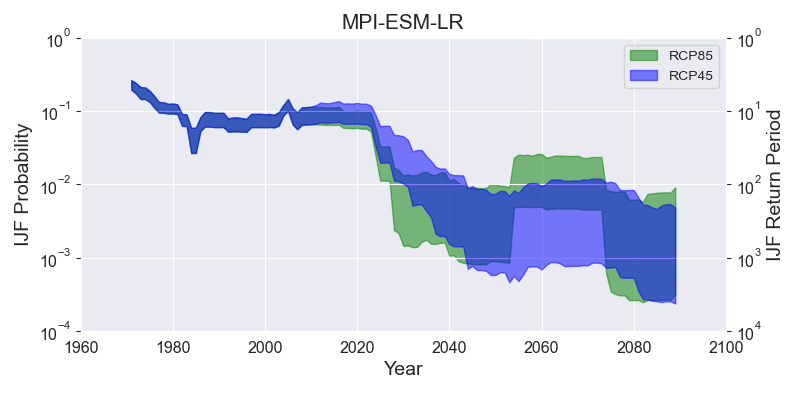 MPI-ESM-LR
10^0
10^-1
10^-2
10^-3
10^-4
IJF Probability
RCP85
RCP45
10^0
10^1
10^2
10^3
10^4
IJF Return Period
1960 1980 2000 2020 2040 2060 2080 2100
Year